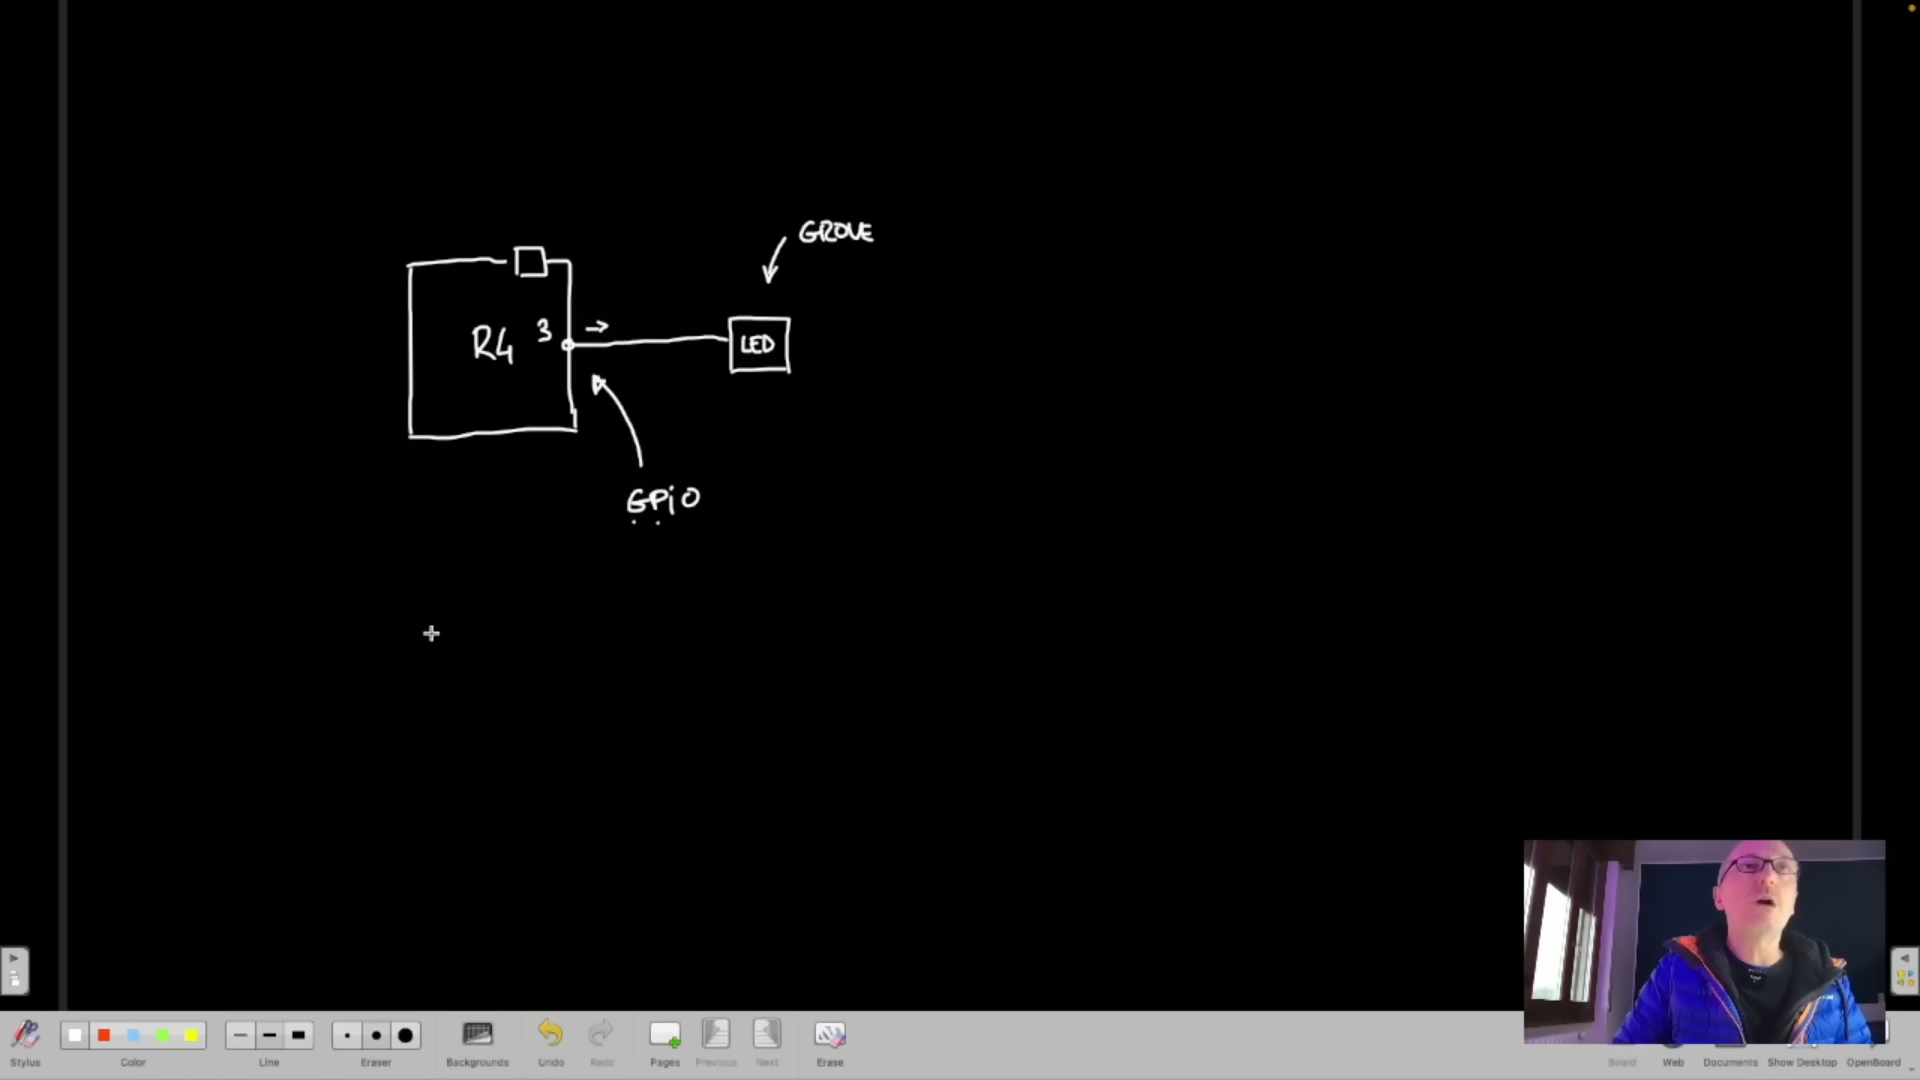 GROVE
R4 3
LED
GPiO
Stylus
Color
Line
Eraser
Backgrounds
Undo
Redo
Pages
Previous
Next
Erase
Board
Web
Documents
Show Desktop
OpenBoard